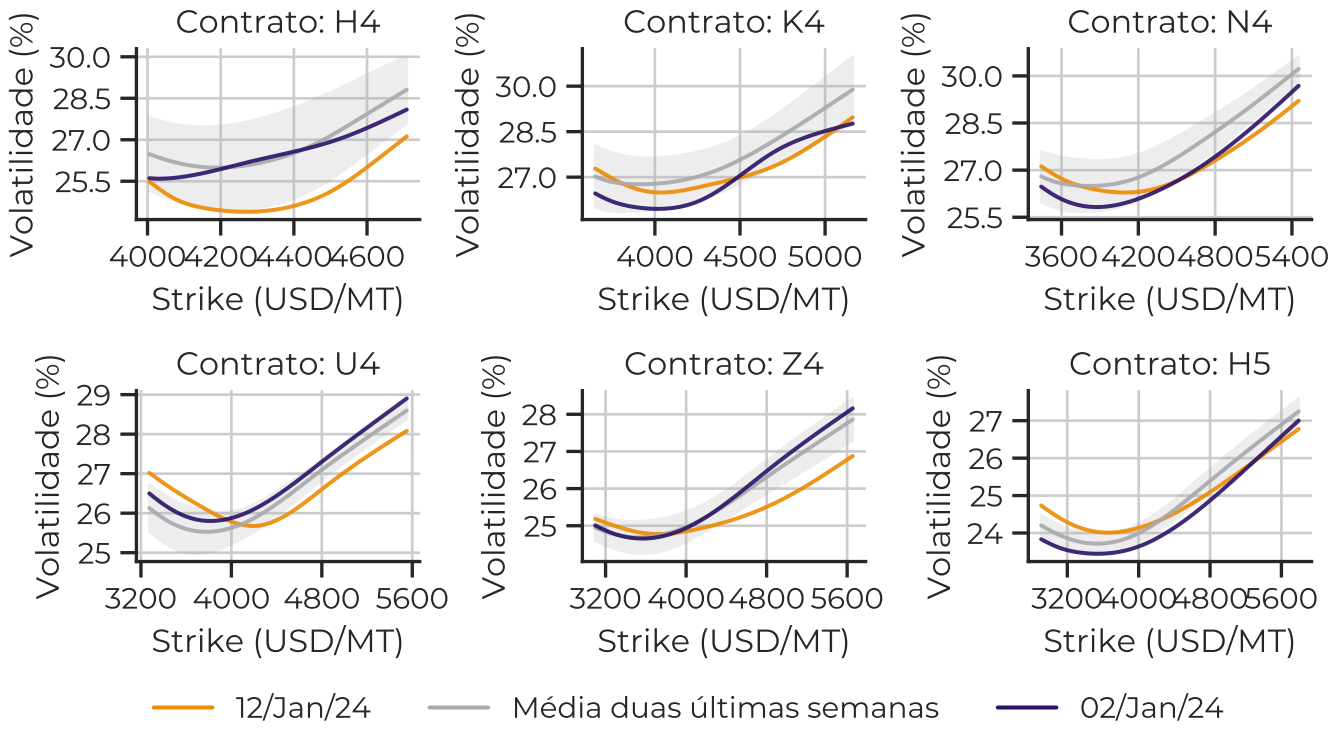 Contrato: H4
Volatilidade (%)
30.0
28.5
27.0
25.5
4000 4200 4400 4600
Strike (USD/MT)
Contrato: K4
Volatilidade (%)
30.0
28.5
27.0
4000 4500 5000
Strike (USD/MT)
Contrato: N4
Volatilidade (%)
30.0
28.5
27.0
25.5
3600 4200 4800 5400
Strike (USD/MT)
Contrato: U4
Volatilidade (%)
29
28
27
26
25
3200 4000 4800 5600
Strike (USD/MT)
Contrato: Z4
Volatilidade (%)
28
27
26
25
3200 4000 4800 5600
Strike (USD/MT)
Contrato: H5
Volatilidade (%)
27
26
25
24
3200 4000 4800 5600
Strike (USD/MT)
12/Jan/24 Média duas últimas semanas 02/Jan/24